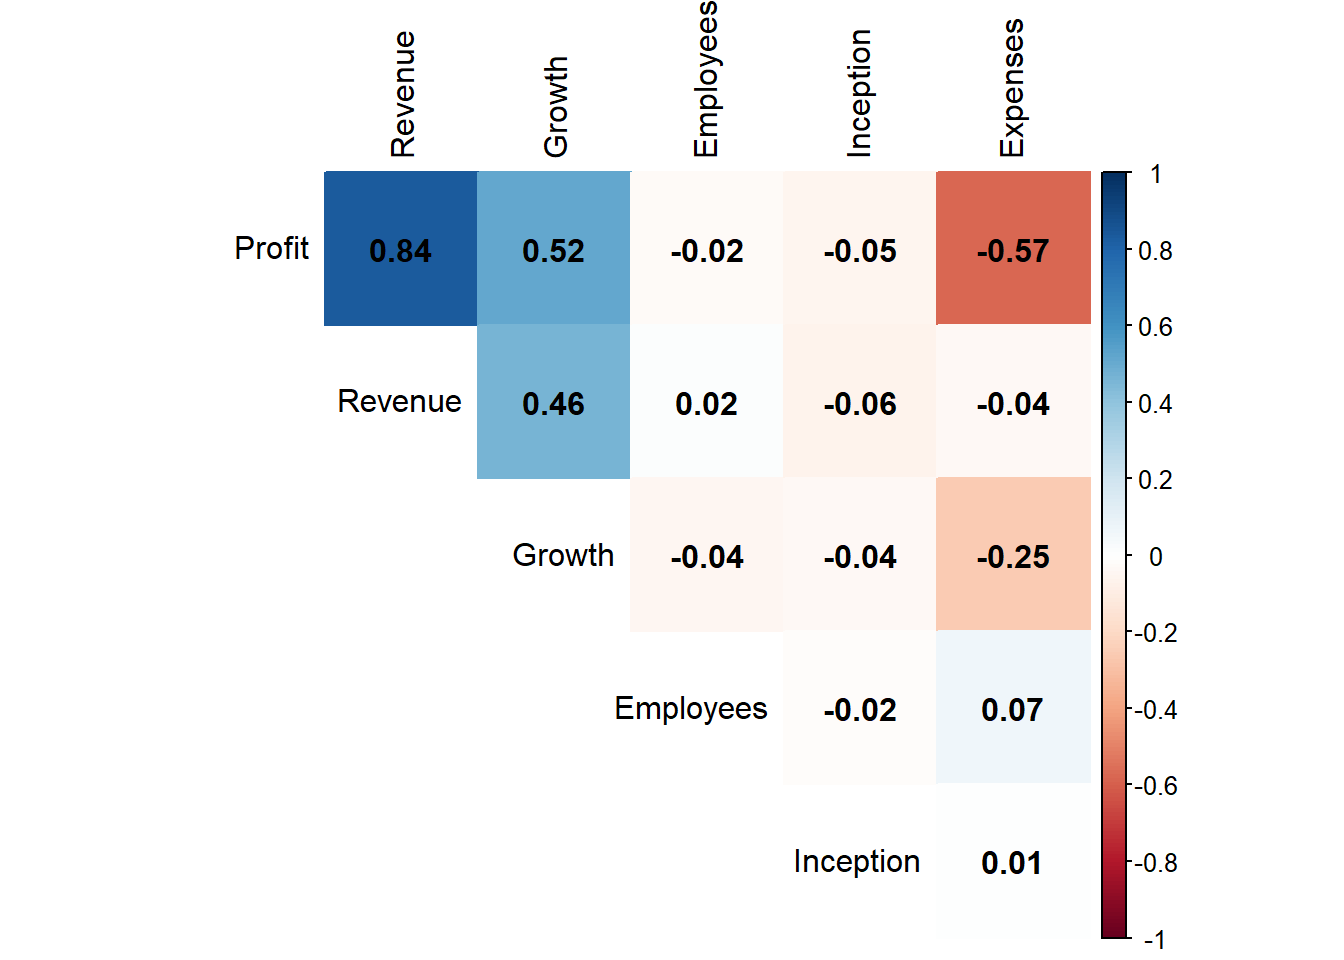 Revenue Growth Employees Inception Expenses
Profit 0.84 0.52 -0.02 -0.05 -0.57
Revenue 0.46 0.02 -0.06 -0.04
Growth -0.04 -0.04 -0.25
Employees -0.02 0.07
Inception 0.01
1
0.8
0.6
0.4
0.2
0
-0.2
-0.4
-0.6
-0.8
-1